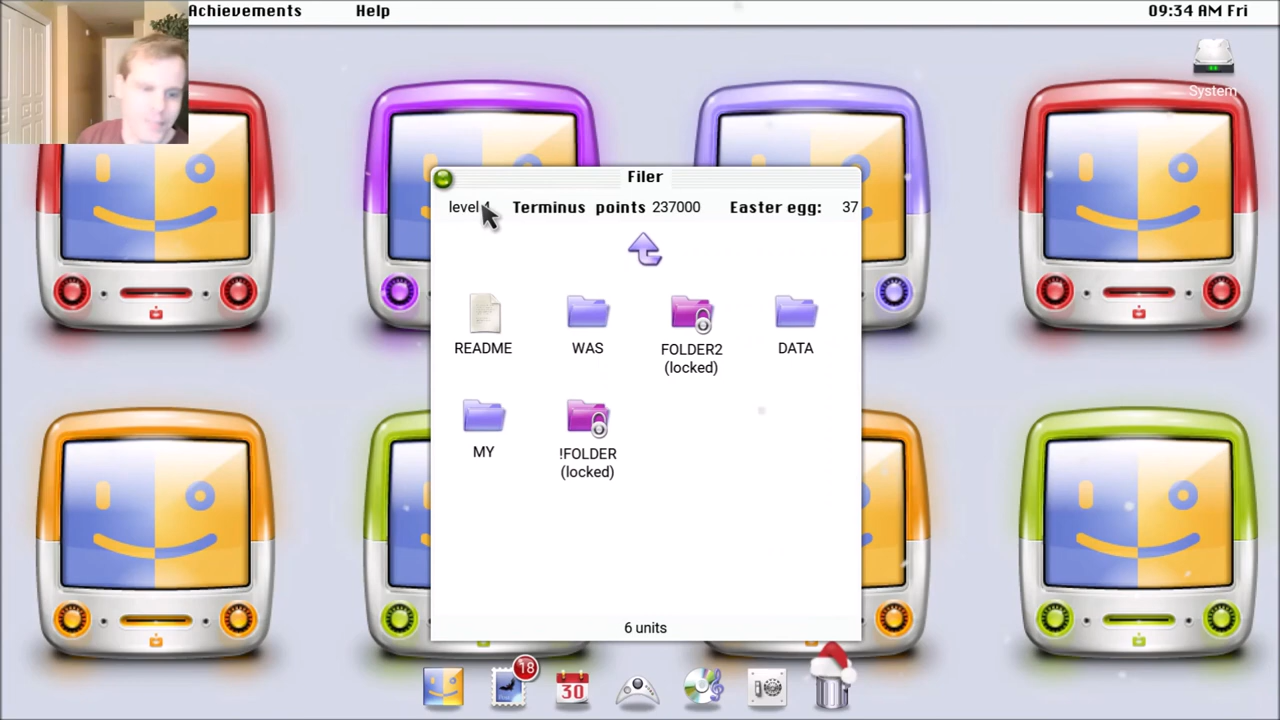 Achievements Help 09:34 AM Fri
System
Filer
level 4 Terminus points 237000 Easter egg: 37
README WAS FOLDER2 DATA
(locked)
MY !FOLDER
(locked)
6 units
18
30